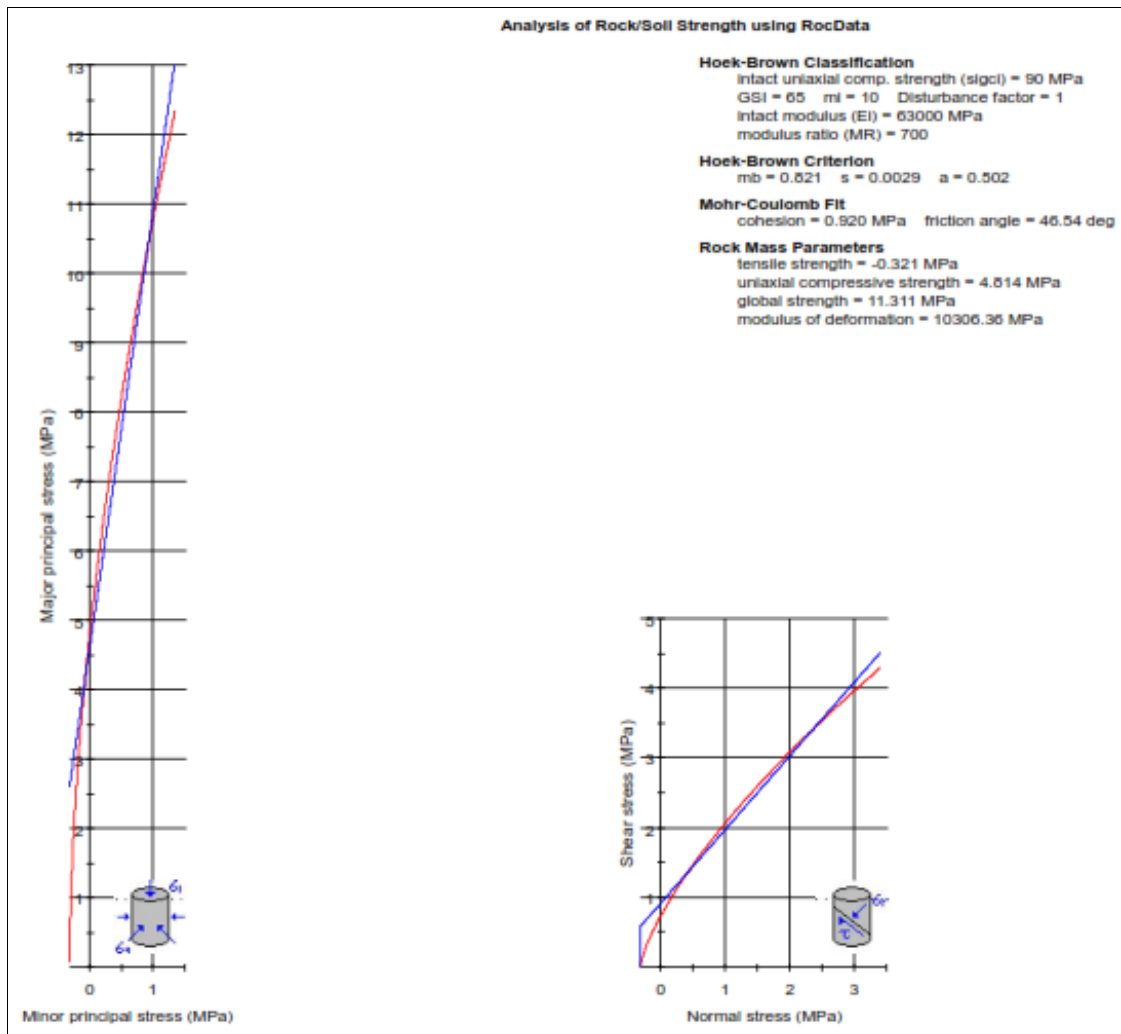 Analysis of Rock/Soil Strength using RocData
Hoek-Brown Classification
intact uniaxial comp. strength (sigci) = 90 MPa
GSI = 65 mi = 10 Disturbance factor = 1
intact modulus (Ei) = 63000 MPa
modulus ratio (MR) = 700
Hoek-Brown Criterion
mb = 0.821 s = 0.0029 a = 0.502
Mohr-Coulomb Fit
cohesion = 0.920 MPa friction angle = 46.54 deg
Rock Mass Parameters
tensile strength = -0.321 MPa
uniaxial compressive strength = 4.814 MPa
global strength = 11.311 MPa
modulus of deformation = 10306.36 MPa
Major principal stress (MPa)
13
12
11
10
9
8
7
6
5
4
3
2
1
σ1
σ3
0 1
Minor principal stress (MPa)
Shear stress (MPa)
5
4
3
2
1
τ
0 1 2 3
Normal stress (MPa)